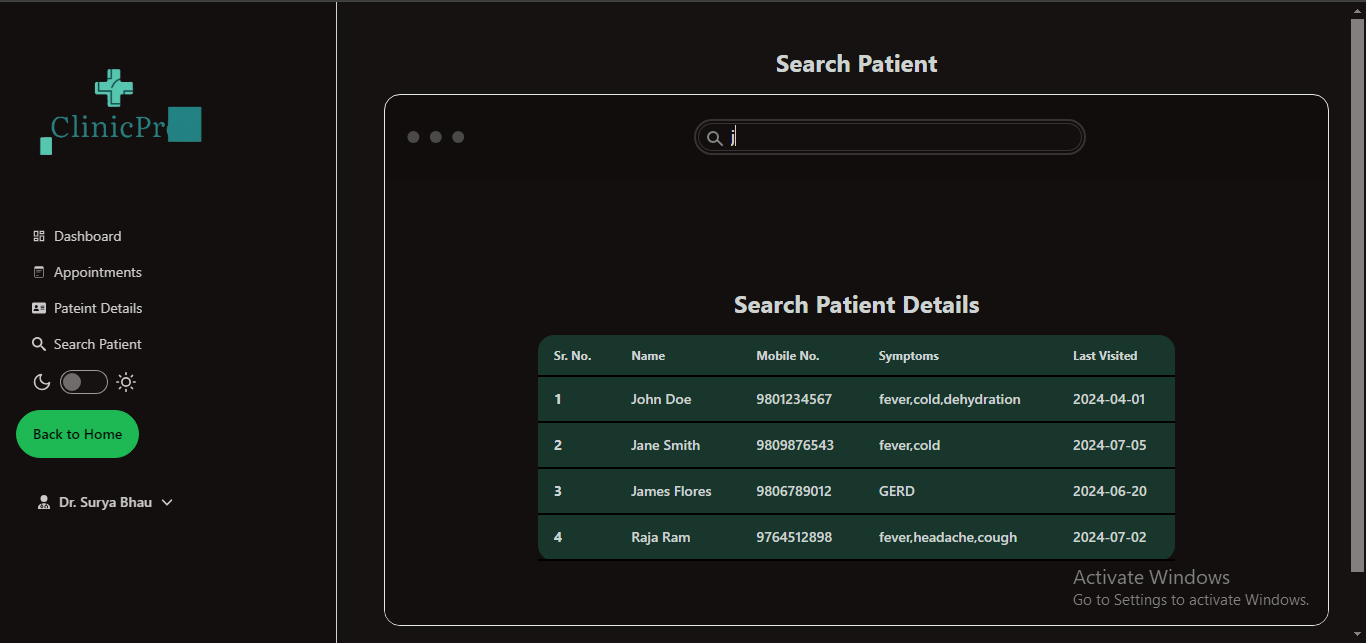 ClinicPr
Dashboard
Appointments
Pateint Details
Search Patient
Back to Home
Dr. Surya Bhau
Search Patient
j
Search Patient Details
Sr. No. Name Mobile No. Symptoms Last Visited
1 John Doe 9801234567 fever,cold,dehydration 2024-04-01
2 Jane Smith 9809876543 fever,cold 2024-07-05
3 James Flores 9806789012 GERD 2024-06-20
4 Raja Ram 9764512898 fever,headache,cough 2024-07-02
Activate Windows
Go to Settings to activate Windows.